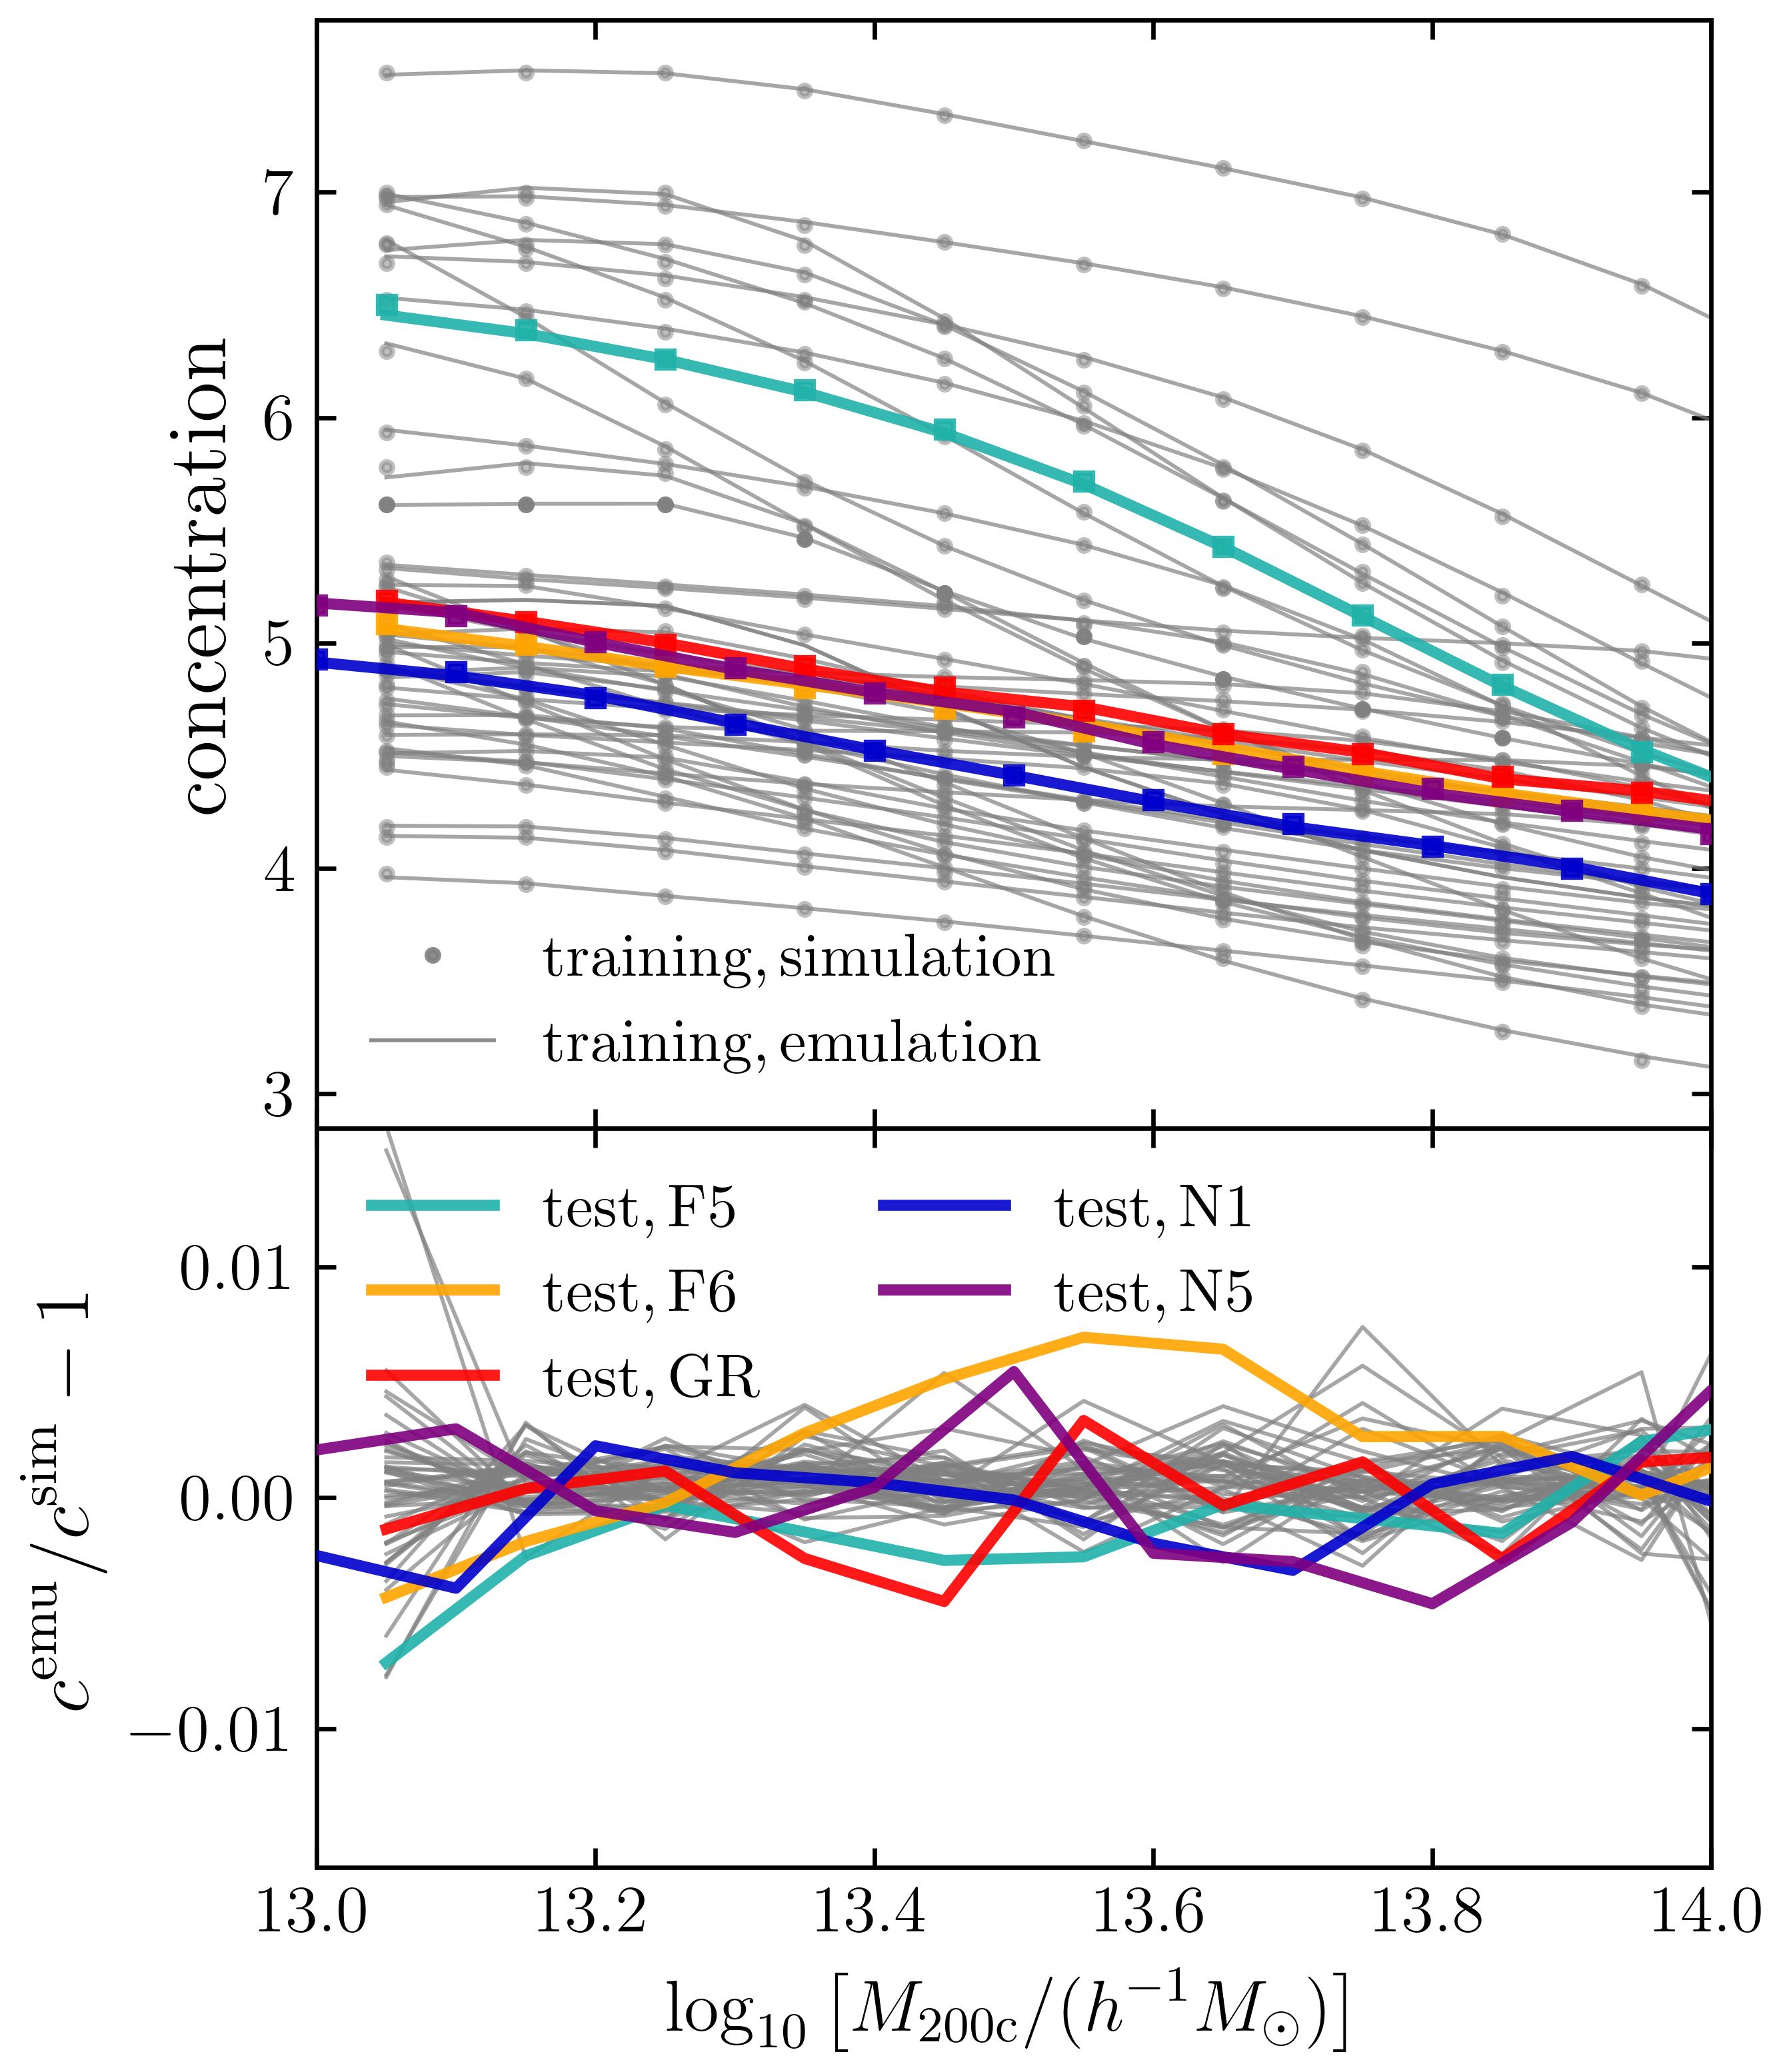 concentration
7
6
5
4
3
training, simulation
training, emulation
c^emu/c^sim − 1
0.01
0.00
−0.01
test, F5
test, F6
test, GR
test, N1
test, N5
13.0 13.2 13.4 13.6 13.8 14.0
log₁₀ [M₂₀₀c/(h⁻¹M⊙)]